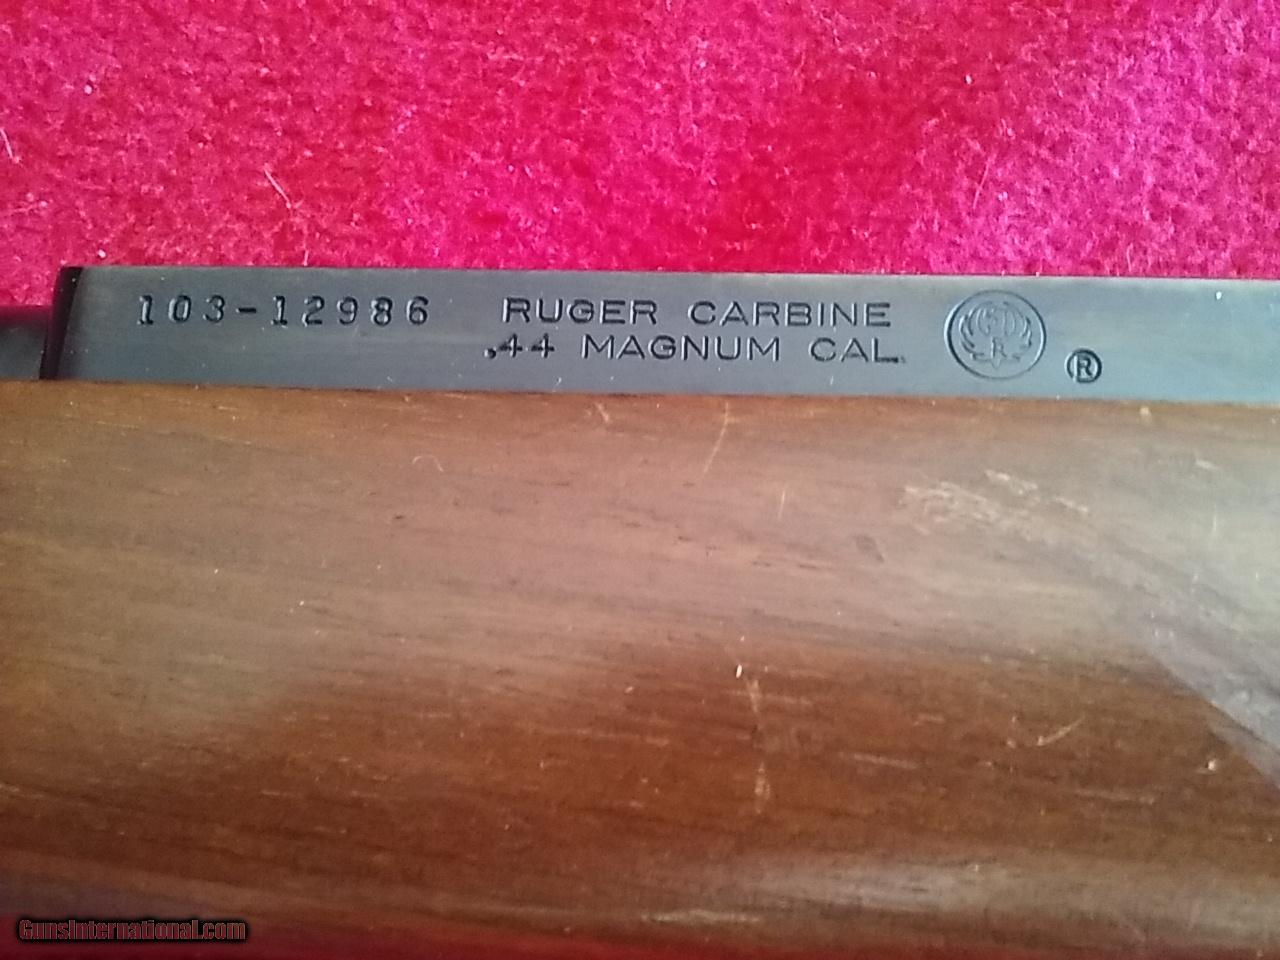 103-12986 RUGER CARBINE
.44 MAGNUM CAL.
®
GunsInternational.com